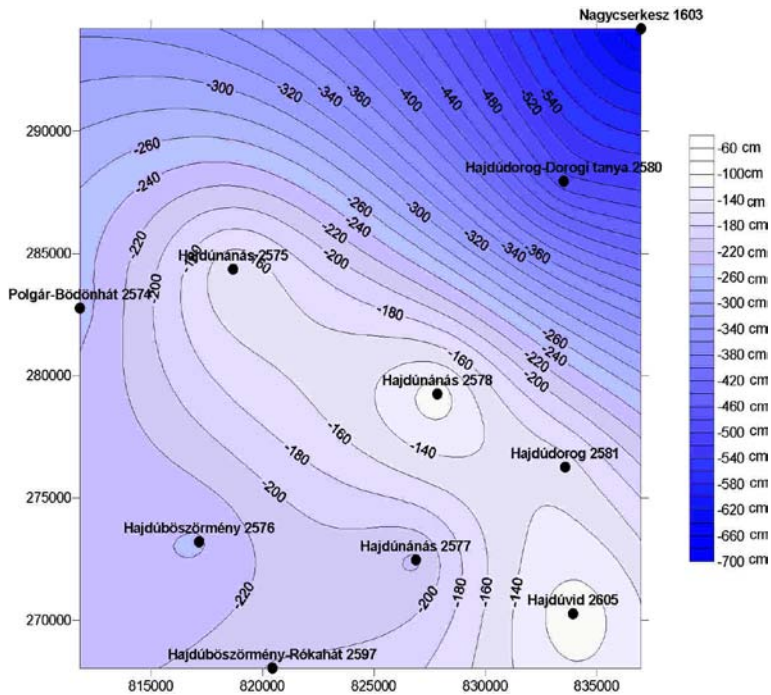 Nagycserkesz 1603
-300
-320
-340
-360
-400
-440
-480
-520
-540
290000
-260
-240
Hajdúdorog-Dorogi tanya 2580
-260
-240
-220
-200
-300
-320
-340
-360
285000
-220
-200
-180
Hajdúnánás 2575
-160
Polgár-Bödönhát 2574
-180
-260
-240
-220
-200
280000
-160
Hajdúnánás 2578
-160
-140
-180
-200
Hajdúdorog 2581
275000
Hajdúböszörmény 2576
Hajdúnánás 2577
-220
-200
-180
-160
-140
Hajdúvid 2605
270000
Hajdúböszörmény-Rókahát 2597
815000
820000
825000
830000
835000
-60 cm
-100cm
-140 cm
-180 cm
-220 cm
-260 cm
-300 cm
-340 cm
-380 cm
-420 cm
-460 cm
-500 cm
-540 cm
-580 cm
-620 cm
-660 cm
-700 cm